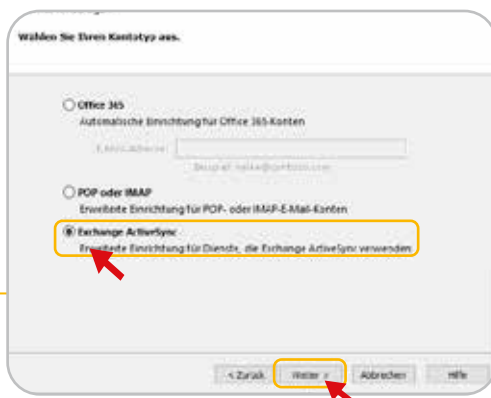 Wählen Sie Ihren Kontotyp aus.
Office 365
Automatische Einrichtung für Office 365-Konten
E-Mail-Adresse:
POP oder IMAP
Erweiterte Einrichtung für POP- oder IMAP-E-Mail-Konten
Exchange ActiveSync
Erweiterte Einrichtung für Dienste, die Exchange ActiveSync verwenden
< Zurück Weiter > Abbrechen Hilfe